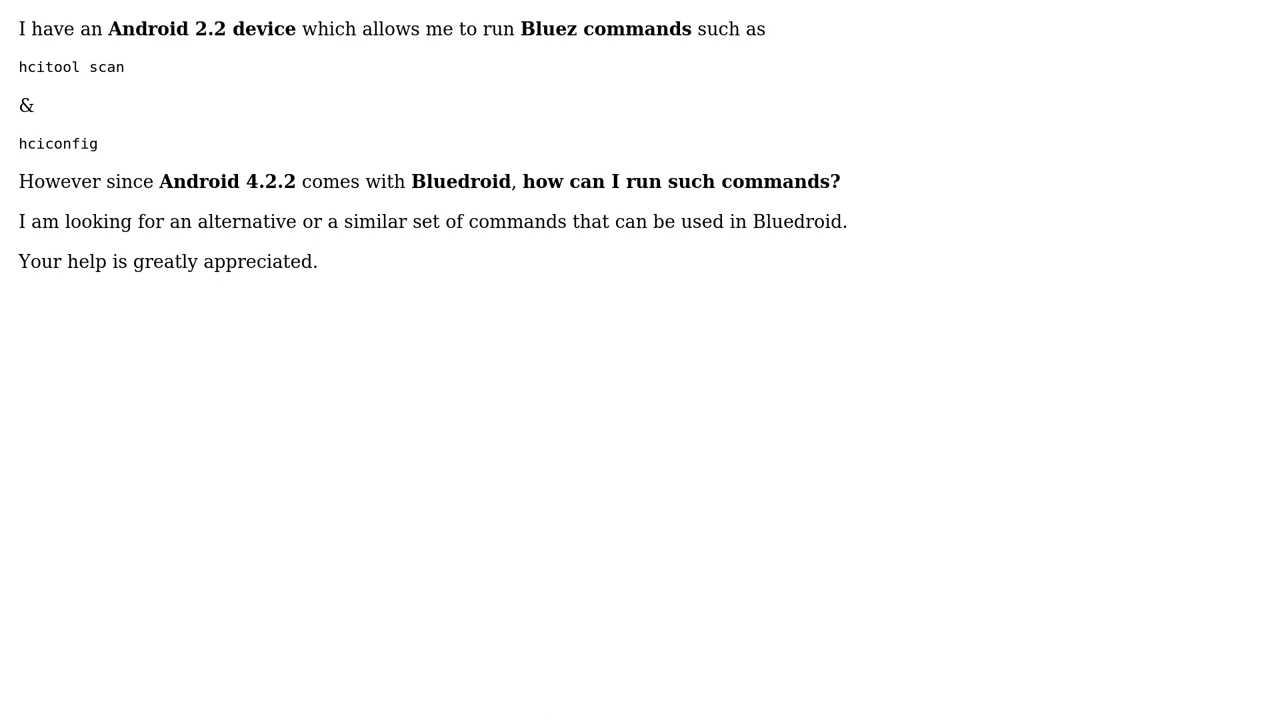 I have an Android 2.2 device which allows me to run Bluez commands such as
hcitool scan
&
hciconfig
However since Android 4.2.2 comes with Bluedroid, how can I run such commands?
I am looking for an alternative or a similar set of commands that can be used in Bluedroid.
Your help is greatly appreciated.